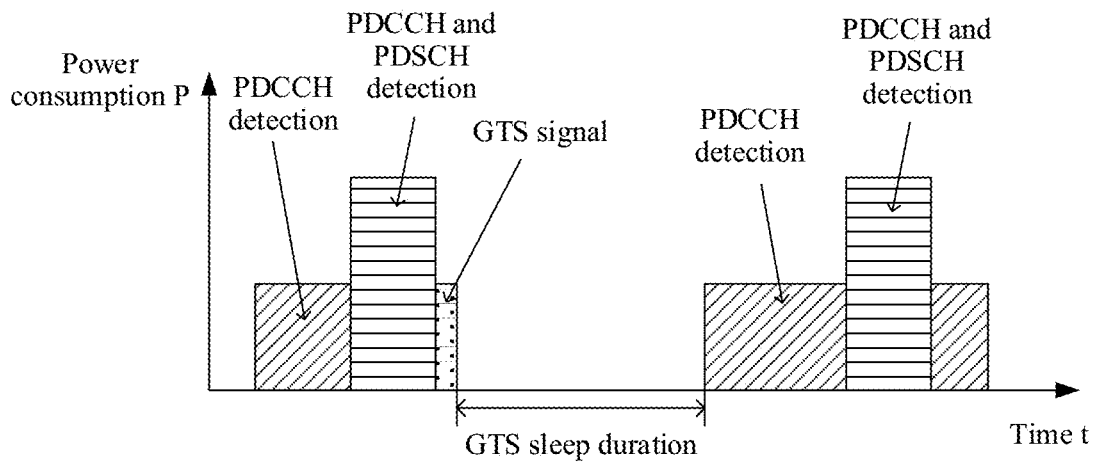 Power
consumption P
PDCCH
detection
PDCCH and
PDSCH
detection
GTS signal
PDCCH
detection
PDCCH and
PDSCH
detection
GTS sleep duration
Time t